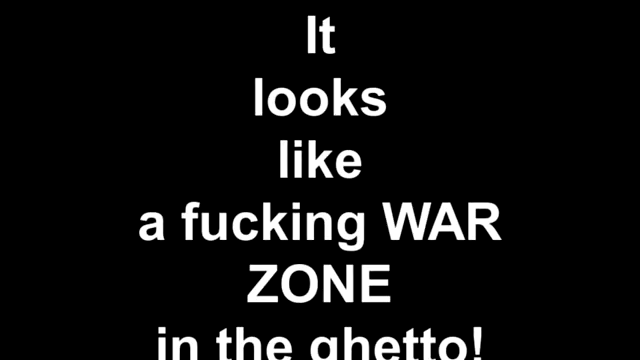 It
looks
like
a fucking WAR
ZONE
in the ghetto!